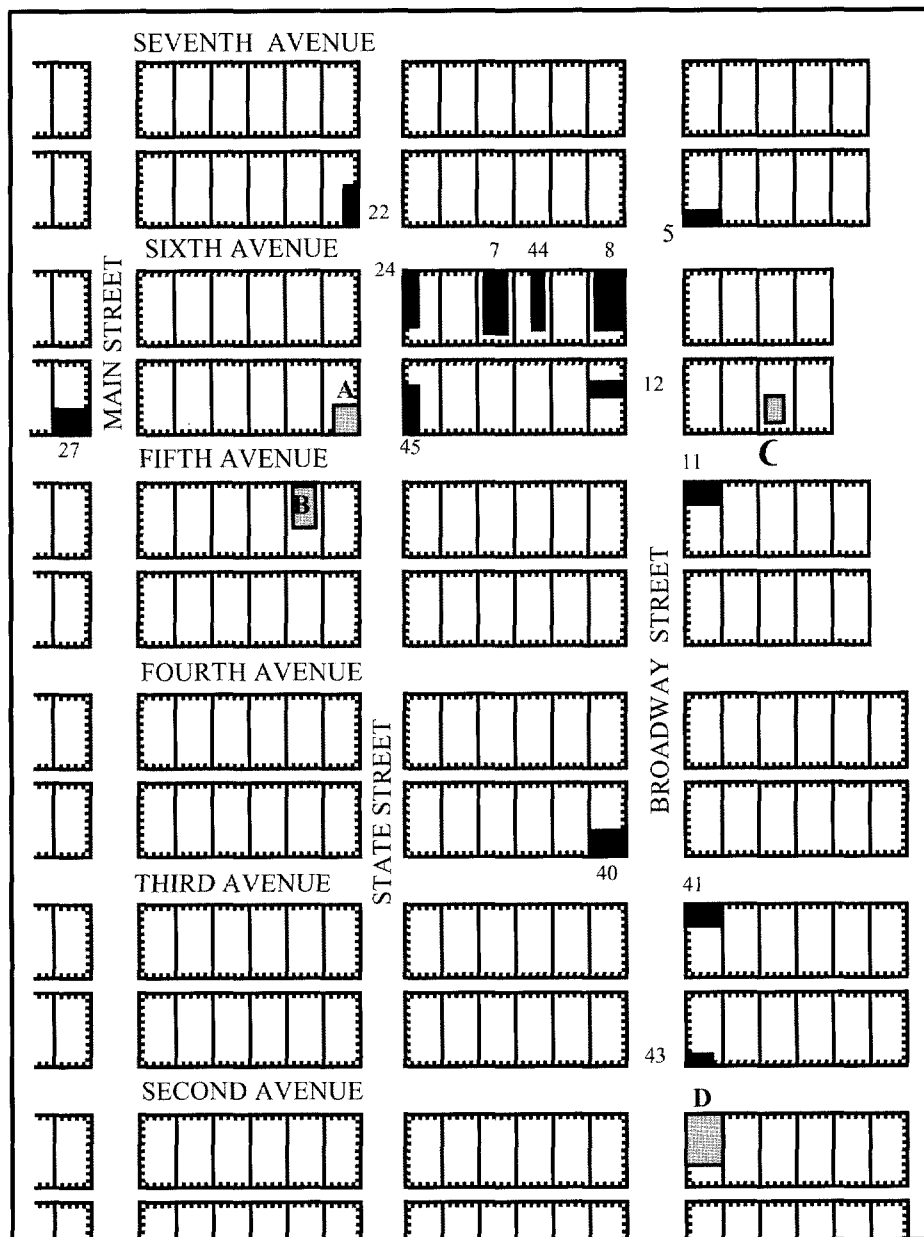 SEVENTH AVENUE
22
5
SIXTH AVENUE
7 44 8
24
MAIN STREET
A
12
27
45
C
FIFTH AVENUE
11
B
BROADWAY STREET
FOURTH AVENUE
STATE STREET
40
41
THIRD AVENUE
43
SECOND AVENUE
D